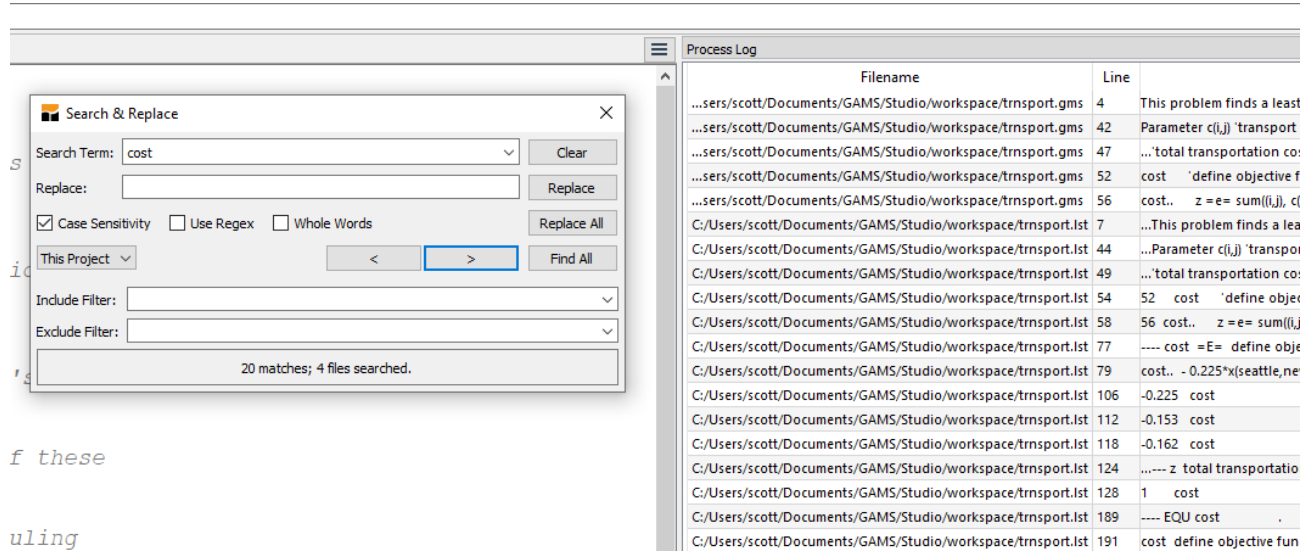 Process Log
Filename Line
...sers/scott/Documents/GAMS/Studio/workspace/trnsport.gms 4 This problem finds a least
...sers/scott/Documents/GAMS/Studio/workspace/trnsport.gms 42 Parameter c(i,j) 'transport
...sers/scott/Documents/GAMS/Studio/workspace/trnsport.gms 47 ...'total transportation cos
...sers/scott/Documents/GAMS/Studio/workspace/trnsport.gms 52 cost 'define objective f
...sers/scott/Documents/GAMS/Studio/workspace/trnsport.gms 56 cost.. z =e= sum((i,j), c(
C:/Users/scott/Documents/GAMS/Studio/workspace/trnsport.lst 7 ...This problem finds a lea
C:/Users/scott/Documents/GAMS/Studio/workspace/trnsport.lst 44 ...Parameter c(i,j) 'transpor
C:/Users/scott/Documents/GAMS/Studio/workspace/trnsport.lst 49 ...'total transportation cos
C:/Users/scott/Documents/GAMS/Studio/workspace/trnsport.lst 54 52 cost 'define objec
C:/Users/scott/Documents/GAMS/Studio/workspace/trnsport.lst 58 56 cost.. z =e= sum((i,j
C:/Users/scott/Documents/GAMS/Studio/workspace/trnsport.lst 77 ---- cost =E= define obje
C:/Users/scott/Documents/GAMS/Studio/workspace/trnsport.lst 79 cost.. - 0.225*x(seattle,ne
C:/Users/scott/Documents/GAMS/Studio/workspace/trnsport.lst 106 -0.225 cost
C:/Users/scott/Documents/GAMS/Studio/workspace/trnsport.lst 112 -0.153 cost
C:/Users/scott/Documents/GAMS/Studio/workspace/trnsport.lst 118 -0.162 cost
C:/Users/scott/Documents/GAMS/Studio/workspace/trnsport.lst 124 ...--- z total transportatio
C:/Users/scott/Documents/GAMS/Studio/workspace/trnsport.lst 128 1 cost
C:/Users/scott/Documents/GAMS/Studio/workspace/trnsport.lst 189 ---- EQU cost .
C:/Users/scott/Documents/GAMS/Studio/workspace/trnsport.lst 191 cost define objective fun
Search & Replace
Search Term: cost Clear
Replace: Replace
Case Sensitivity Use Regex Whole Words Replace All
This Project < > Find All
Include Filter:
Exclude Filter:
20 matches; 4 files searched.
s
ic
's
f these
uling